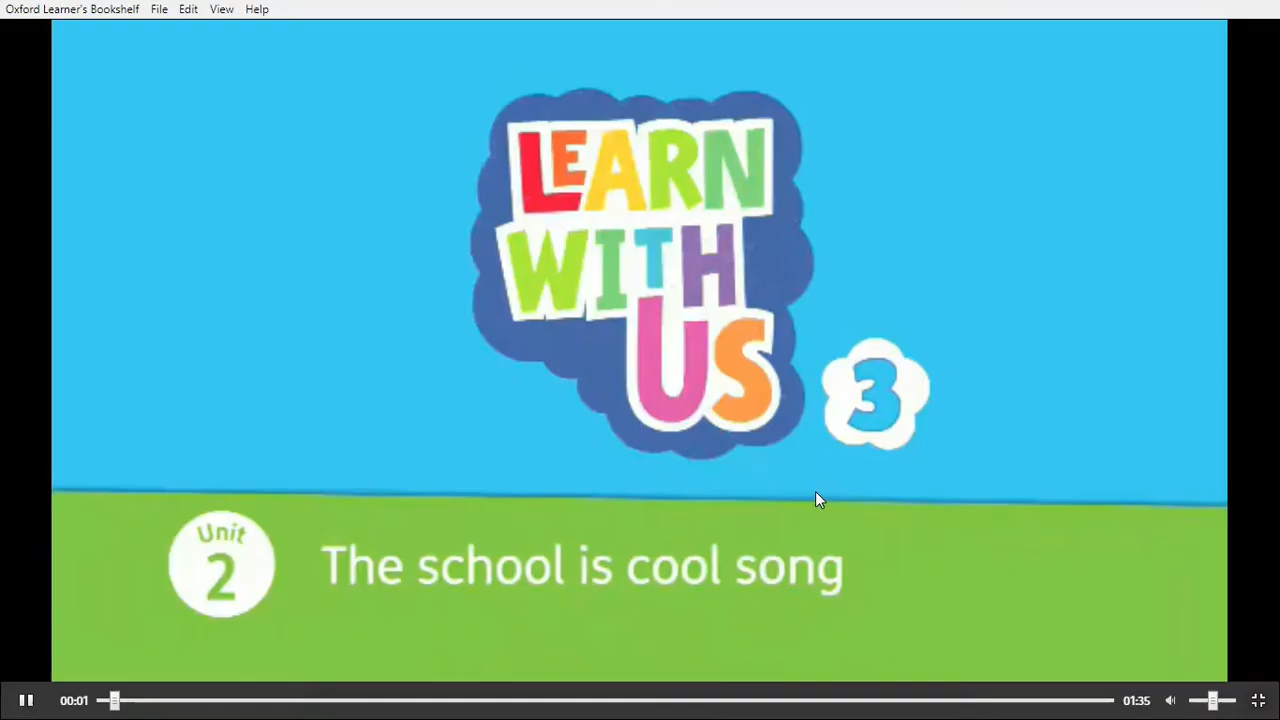 Oxford Learner's Bookshelf File Edit View Help
LEARN
WITH
US
3
Unit
2
The school is cool song
00:01
01:35